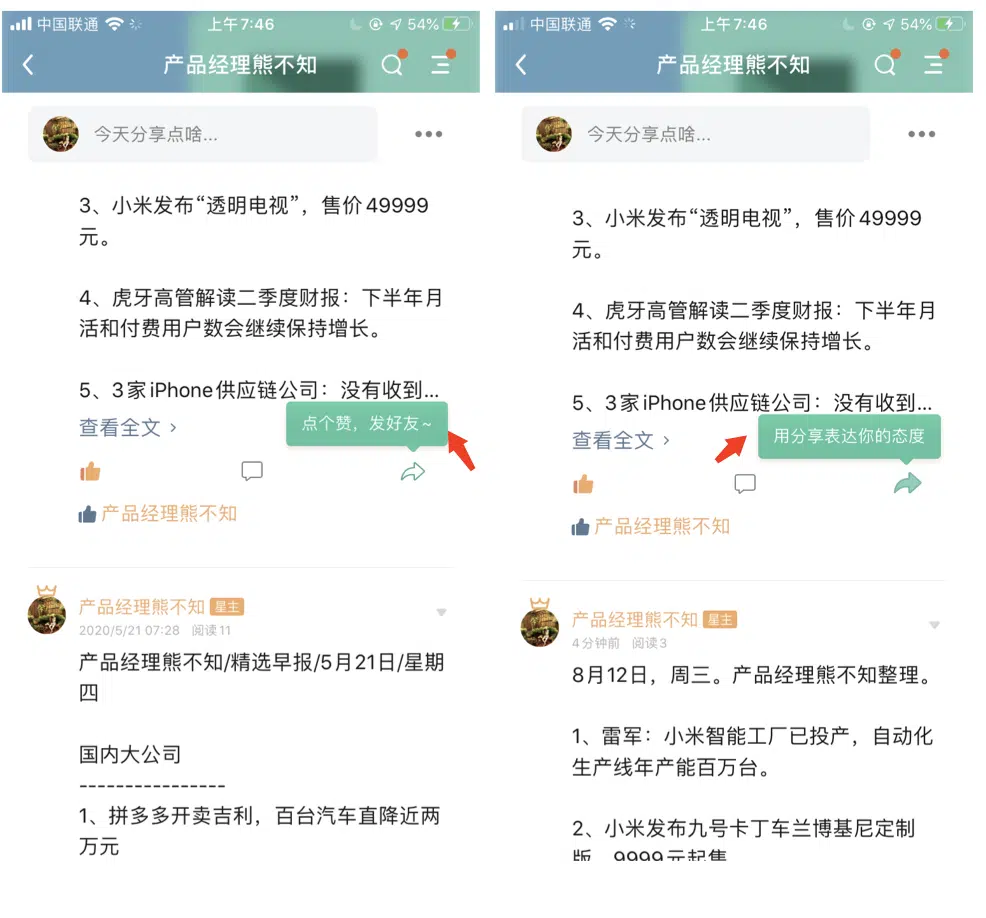 中国联通
上午7:46
54%
产品经理熊不知
今天分享点啥...
3、小米发布“透明电视”，售价49999
元。
4、虎牙高管解读二季度财报：下半年月
活和付费用户数会继续保持增长。
5、3家iPhone供应链公司：没有收到...
查看全文 >
点个赞，发好友~
产品经理熊不知
产品经理熊不知 星主
2020/5/21 07:28 阅读11
产品经理熊不知/精选早报/5月21日/星期
四
国内大公司
----------------
1、拼多多开卖吉利，百台汽车直降近两
万元
中国联通
上午7:46
54%
产品经理熊不知
今天分享点啥...
3、小米发布“透明电视”，售价49999
元。
4、虎牙高管解读二季度财报：下半年月
活和付费用户数会继续保持增长。
5、3家iPhone供应链公司：没有收到...
查看全文 >
用分享表达你的态度
产品经理熊不知
产品经理熊不知 星主
4分钟前 阅读3
8月12日，周三。产品经理熊不知整理。
1、雷军：小米智能工厂已投产，自动化
生产线年产能百万台。
2、小米发布九号卡丁车兰博基尼定制
版，9999元起售